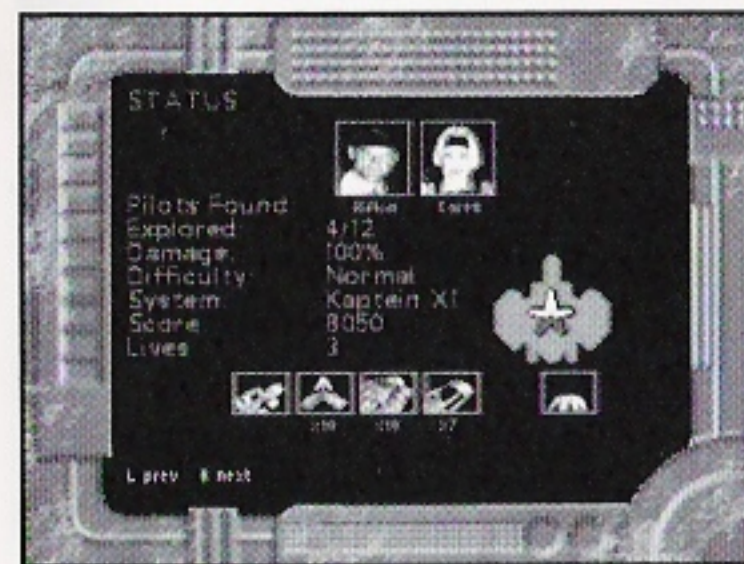 STATUS
Pilots Found:
Explored: 4/12
Damage: 100%
Difficulty: Normal
System: Kaptein XI
Score 8050
Lives 3
x7
L prev R next